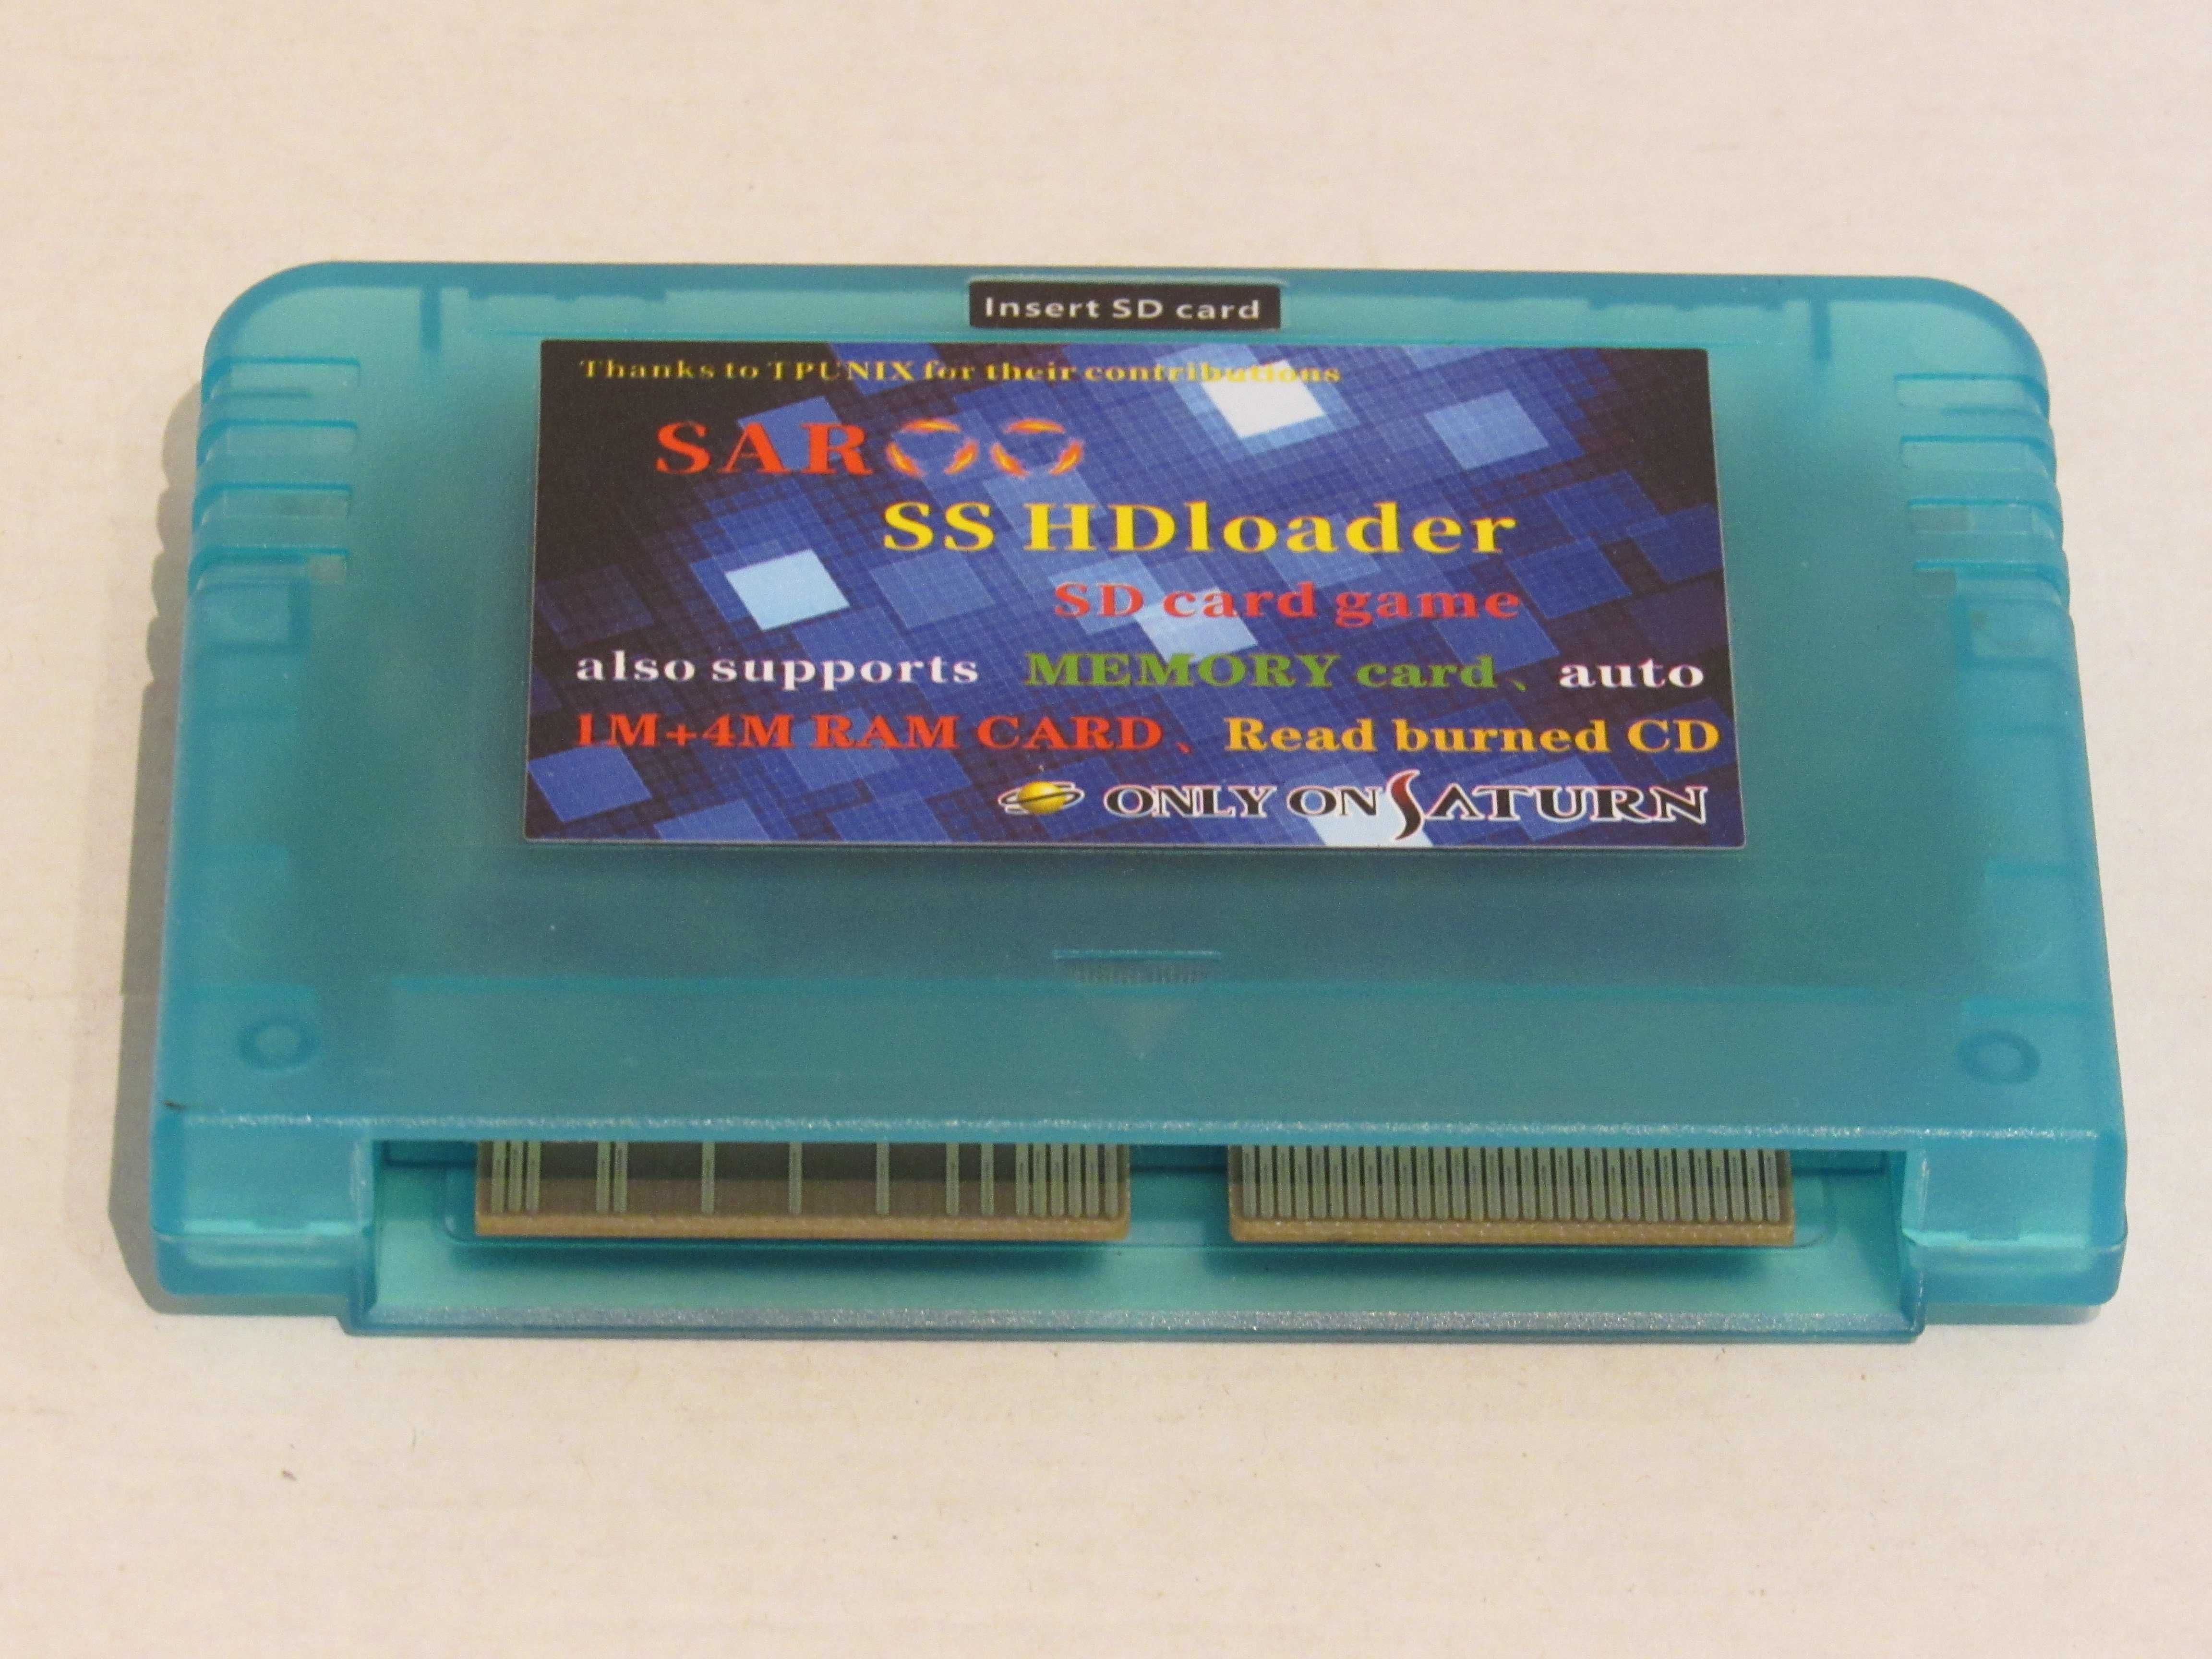 Insert SD card
Thanks to TPUNIX for their contributions
SAROO
SS HDloader
SD card game
also supports MEMORY card、auto
1M+4M RAM CARD、Read burned CD
ONLY ON SATURN